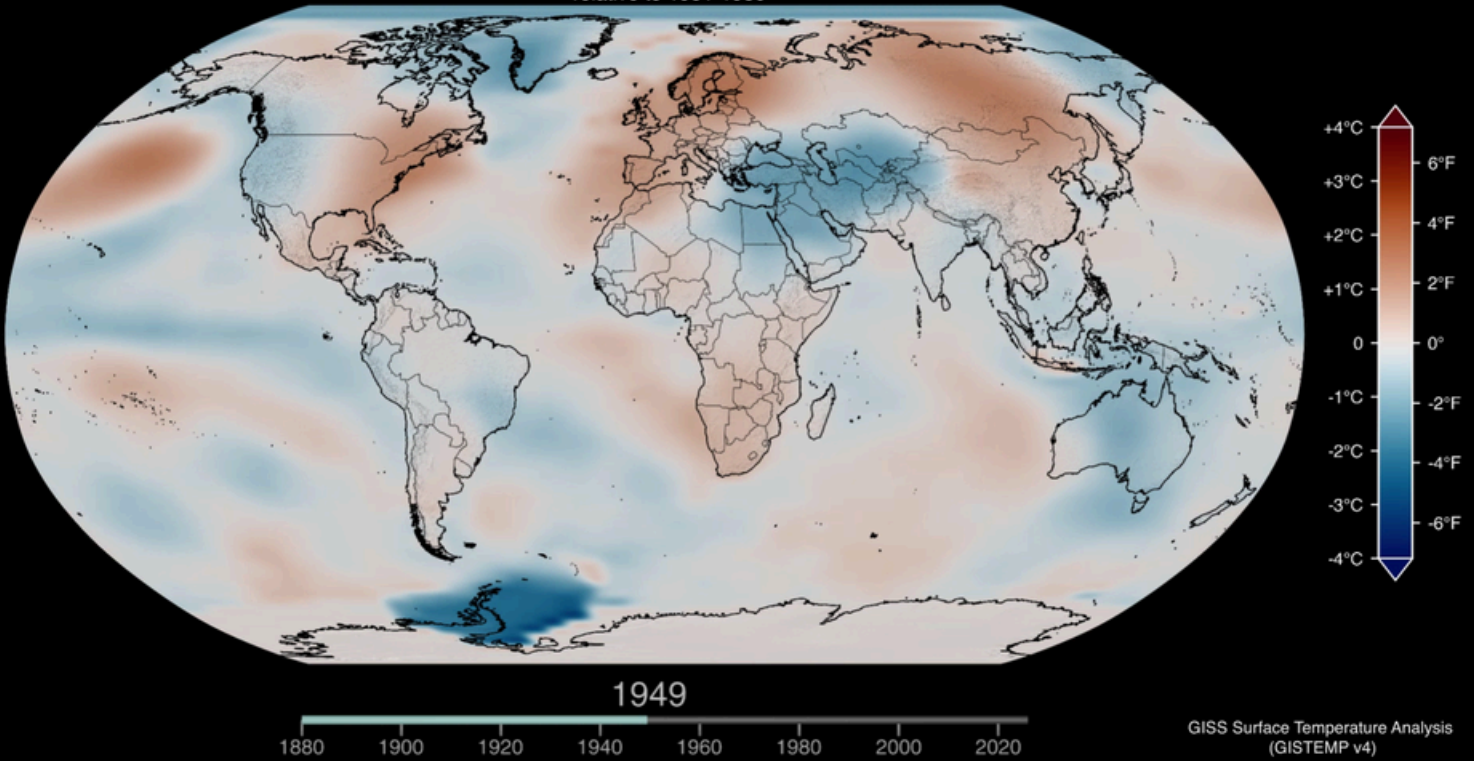 +4°C
+3°C
+2°C
+1°C
0
-1°C
-2°C
-3°C
-4°C
6°F
4°F
2°F
0°
-2°F
-4°F
-6°F
1949
1880 1900 1920 1940 1960 1980 2000 2020
GISS Surface Temperature Analysis
(GISTEMP v4)